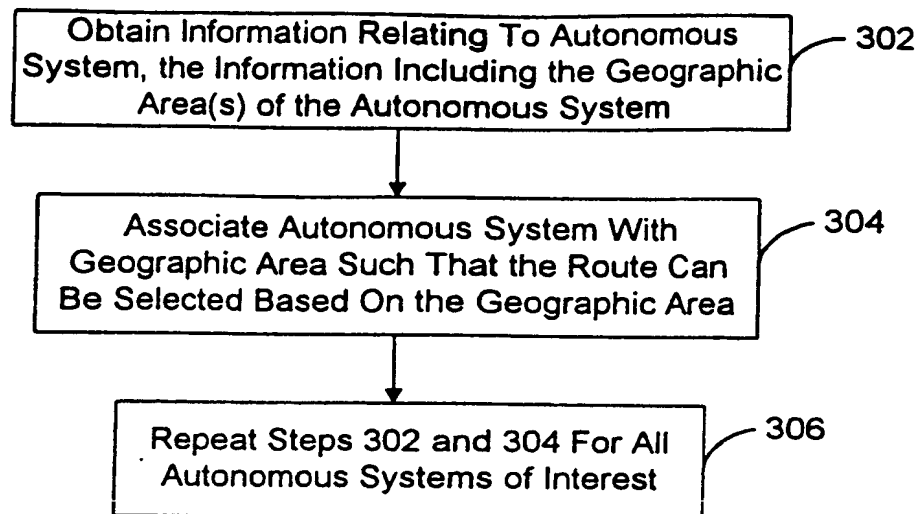 Obtain Information Relating To Autonomous
System, the Information Including the Geographic
Area(s) of the Autonomous System
302
Associate Autonomous System With
Geographic Area Such That the Route Can
Be Selected Based On the Geographic Area
304
Repeat Steps 302 and 304 For All
Autonomous Systems of Interest
306